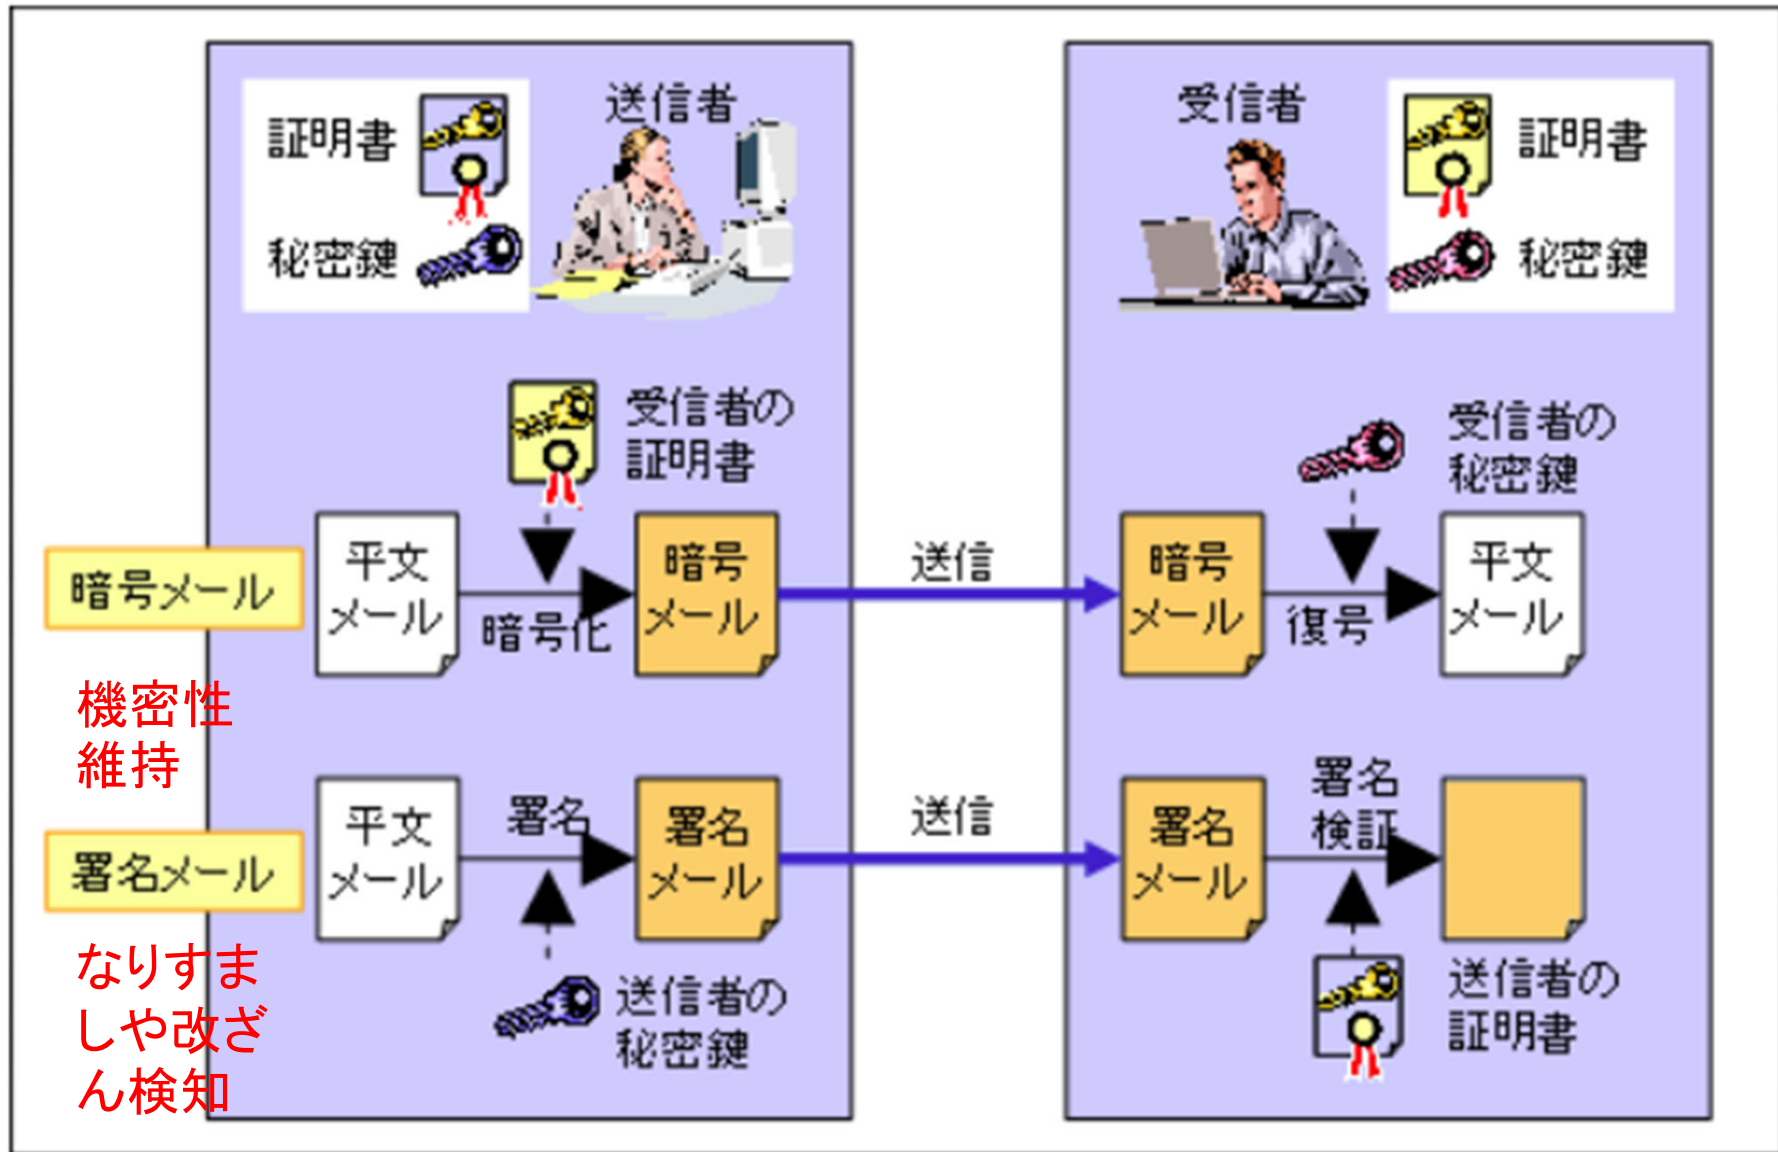 証明書
秘密鍵
送信者
受信者
証明書
秘密鍵
受信者の
証明書
受信者の
秘密鍵
暗号メール
平文
メール
暗号化
暗号
メール
送信
暗号
メール
復号
平文
メール
機密性
維持
署名メール
平文
メール
署名
署名
メール
送信
署名
メール
署名
検証
なりすま
しや改ざ
ん検知
送信者の
秘密鍵
送信者の
証明書